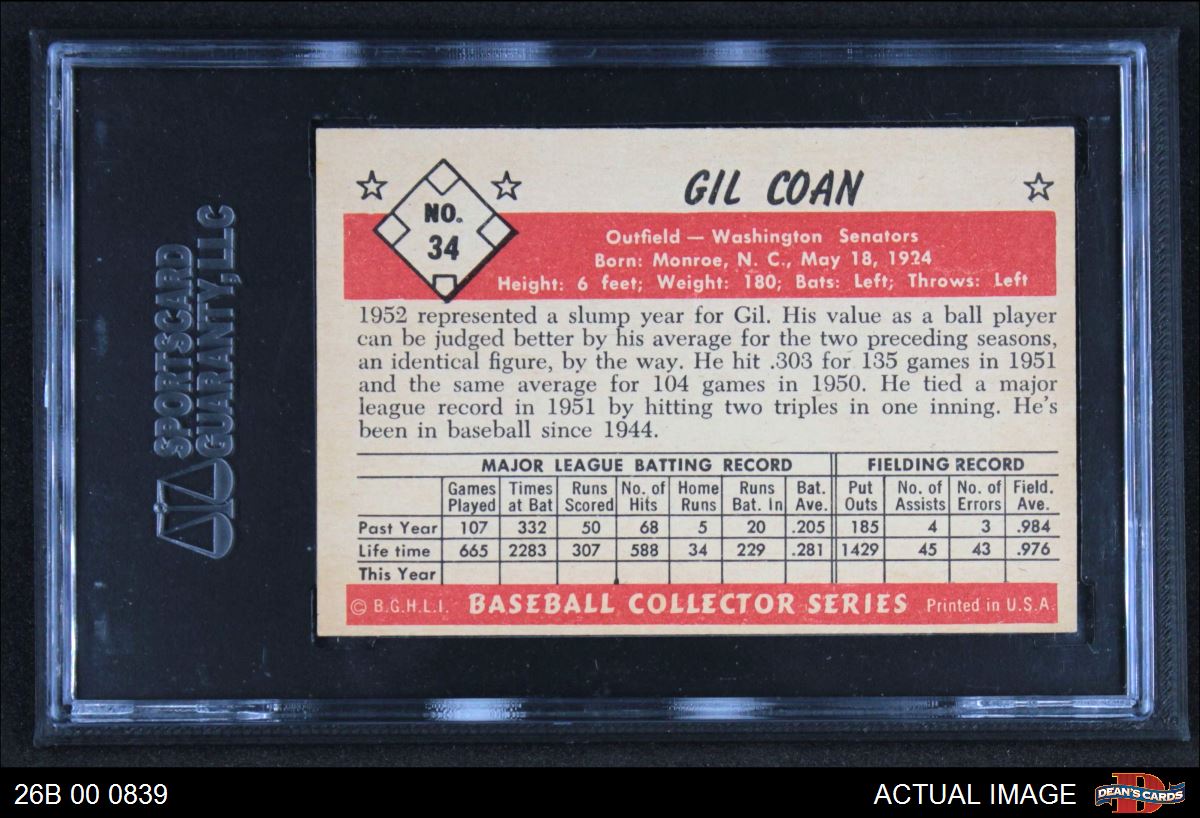 SPORTSCARD
GUARANTY, LLC
NO.
34
GIL COAN
Outfield — Washington Senators
Born: Monroe, N. C., May 18, 1924
Height: 6 feet; Weight: 180; Bats: Left; Throws: Left
1952 represented a slump year for Gil. His value as a ball player
can be judged better by his average for the two preceding seasons,
an identical figure, by the way. He hit .303 for 135 games in 1951
and the same average for 104 games in 1950. He tied a major
league record in 1951 by hitting two triples in one inning. He's
been in baseball since 1944.
MAJOR LEAGUE BATTING RECORD FIELDING RECORD
Games Times Runs No. of Home Runs Bat. Put No. of No. of Field.
Played at Bat Scored Hits Runs Bat. In Ave. Outs Assists Errors Ave.
Past Year 107 332 50 68 5 20 .205 185 4 3 .984
Life time 665 2283 307 588 34 229 .281 1429 45 43 .976
This Year
© B.G.H.L.I. BASEBALL COLLECTOR SERIES Printed in U.S.A.
26B 00 0839
ACTUAL IMAGE
DEAN'S CARDS